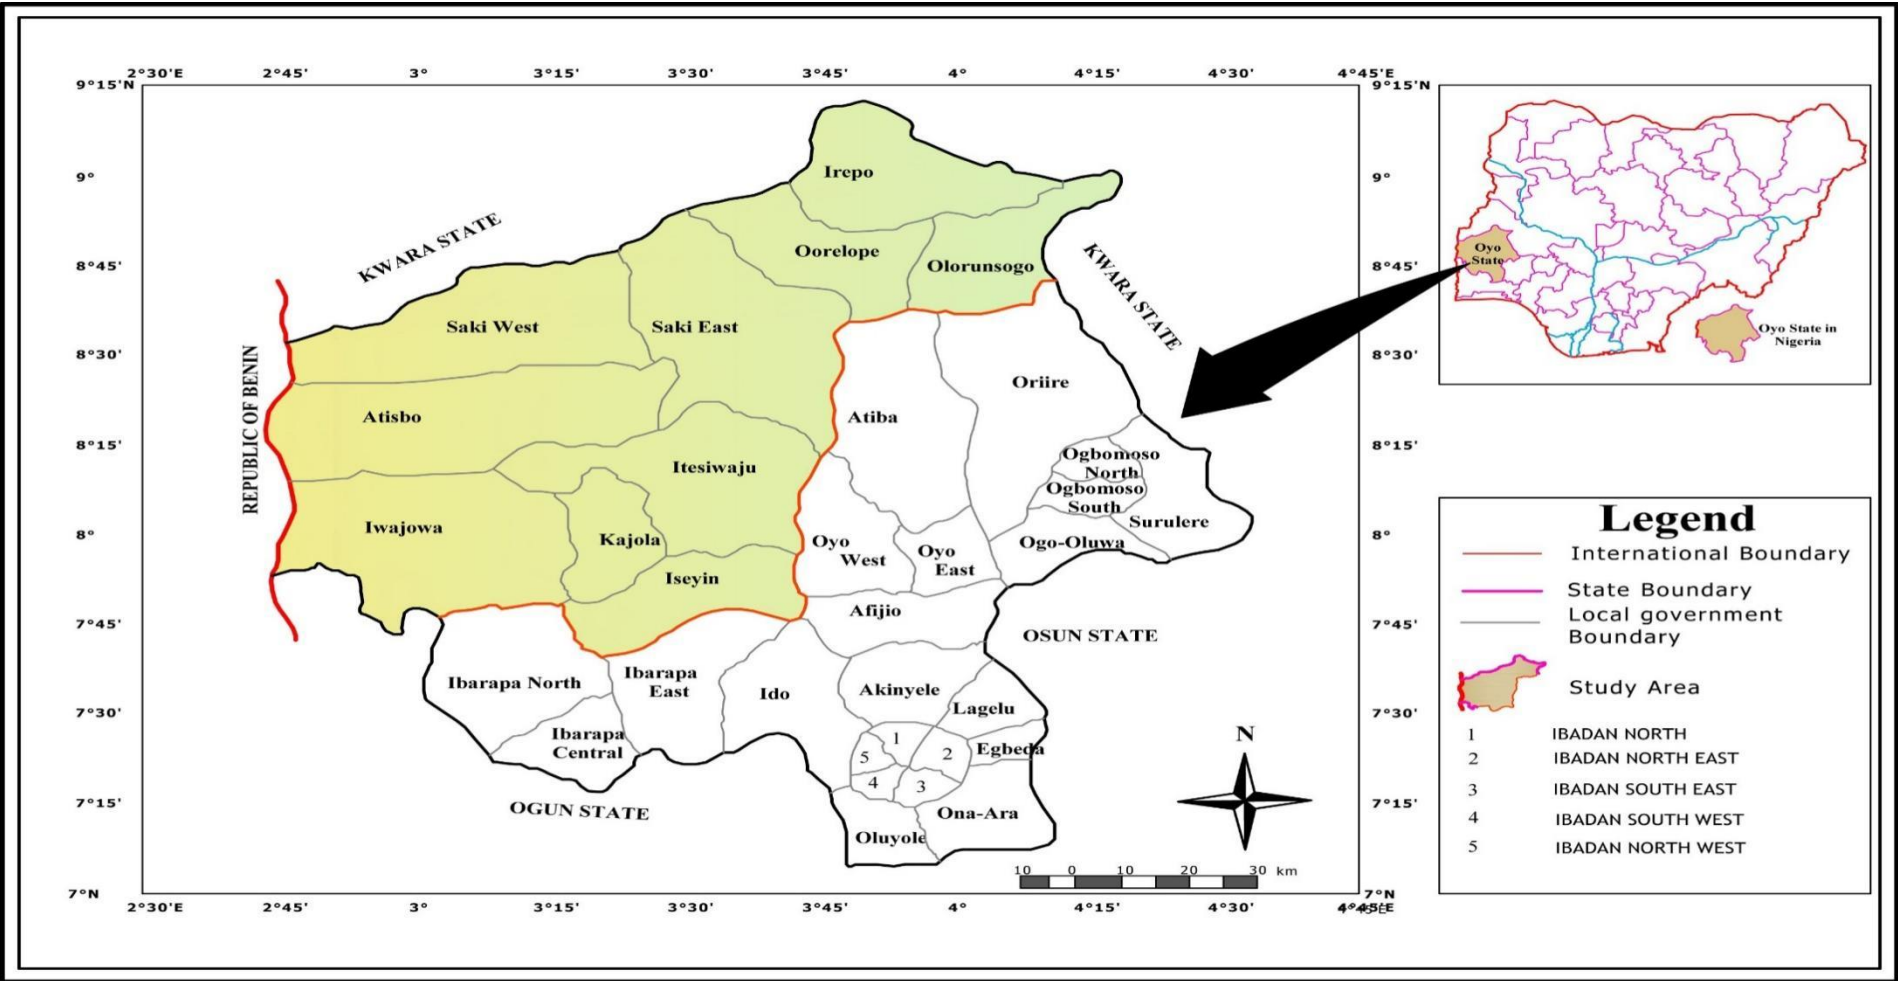 2°30'E 2°45' 3° 3°15' 3°30' 3°45' 4° 4°15' 4°30' 4°45'E
9°15'N
9°
8°45'
8°30'
8°15'
8°
7°45'
7°30'
7°15'
7°N
KWARA STATE
REPUBLIC OF BENIN
Irepo
Oorelope
Olorunsogo
Saki West
Saki East
Atisbo
Itesiwaju
Iwajowa
Kajola
Iseyin
KWARA STATE
Oriire
Atiba
Ogbomoso
North
Ogbomoso
South
Surulere
Ogo-Oluwa
Oyo
West
Oyo
East
Afijio
OSUN STATE
Ibarapa North
Ibarapa
East
Ido
Akinyele
Lagelu
Ibarapa
Central
Egbeda
1
2
3
4
5
Ona-Ara
Oluyole
OGUN STATE
N
10 0 10 20 30 km
9°15'N
9°
8°45'
8°30'
8°15'
8°
7°45'
7°30'
7°15'
7°N
2°30'E 2°45' 3° 3°15' 3°30' 3°45' 4° 4°15' 4°30' 4°45'E
Oyo
State
Oyo State in
Nigeria
Legend
International Boundary
State Boundary
Local government
Boundary
Study Area
1 IBADAN NORTH
2 IBADAN NORTH EAST
3 IBADAN SOUTH EAST
4 IBADAN SOUTH WEST
5 IBADAN NORTH WEST